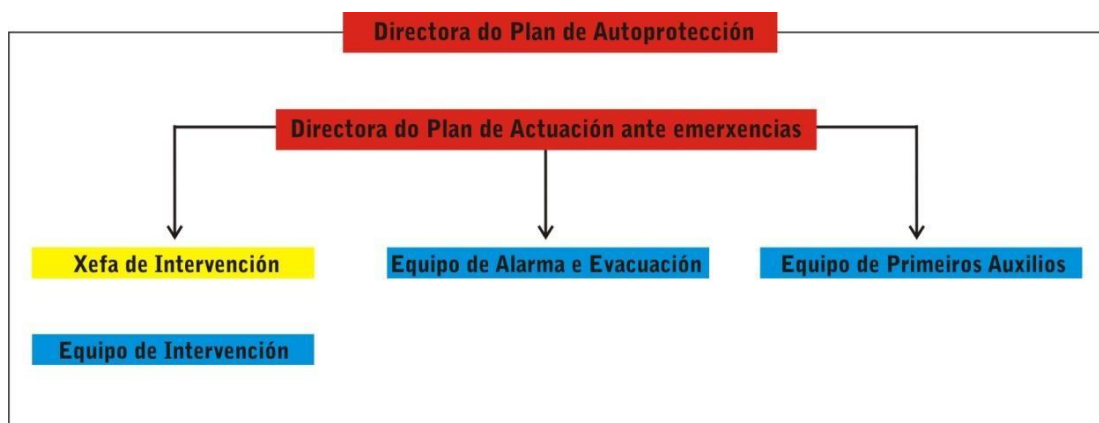 Directora do Plan de Autoprotección
Directora do Plan de Actuación ante emerxencias
Xefa de Intervención
Equipo de Alarma e Evacuación
Equipo de Primeiros Auxilios
Equipo de Intervención